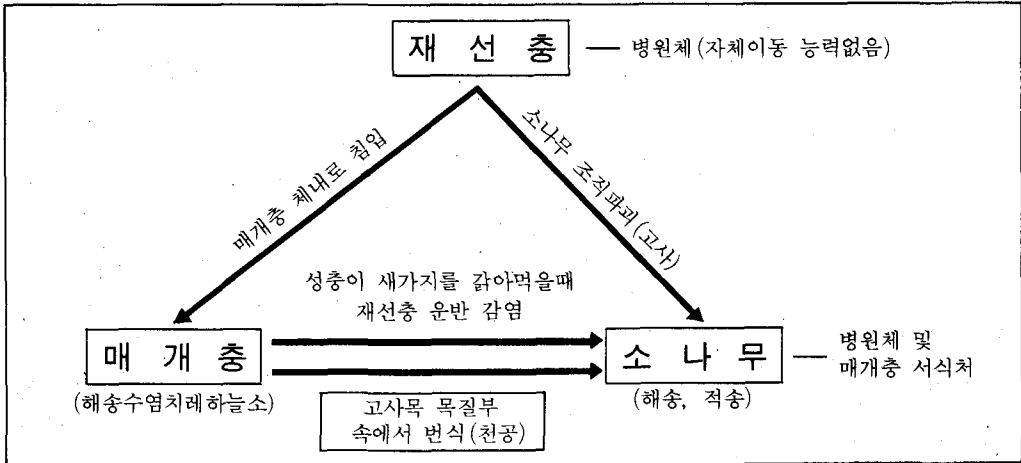 재 선 충 — 병원체(자체이동 능력없음)
매개충 체내로 침입
소나무 조직파괴(고사)
성충이 새가지를 갉아먹을때
재선충 운반 감염
매 개 충
(해송수염치레하늘소)
소 나 무
(해송, 적송)
병원체 및
매개충 서식처
고사목 목질부
속에서 번식(천공)